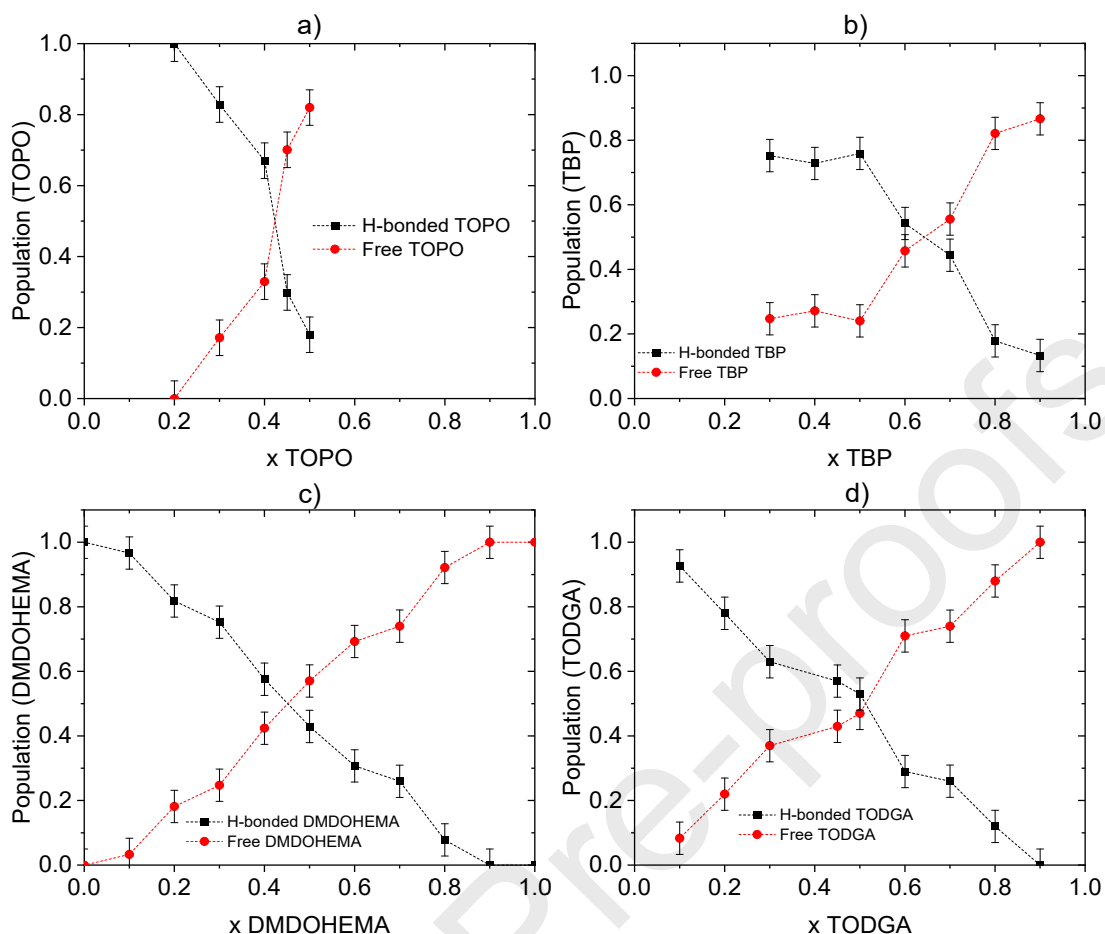 a)
1.0
0.8
0.6
0.4
0.2
0.0
Population (TOPO)
H-bonded TOPO
Free TOPO
0.0 0.2 0.4 0.6 0.8 1.0
x TOPO
b)
1.0
0.8
0.6
0.4
0.2
0.0
Population (TBP)
H-bonded TBP
Free TBP
0.0 0.2 0.4 0.6 0.8 1.0
x TBP
c)
1.0
0.8
0.6
0.4
0.2
0.0
Population (DMDOHEMA)
H-bonded DMDOHEMA
Free DMDOHEMA
0.0 0.2 0.4 0.6 0.8 1.0
x DMDOHEMA
d)
1.0
0.8
0.6
0.4
0.2
0.0
Population (TODGA)
H-bonded TODGA
Free TODGA
0.0 0.2 0.4 0.6 0.8 1.0
x TODGA
Pre-proofs